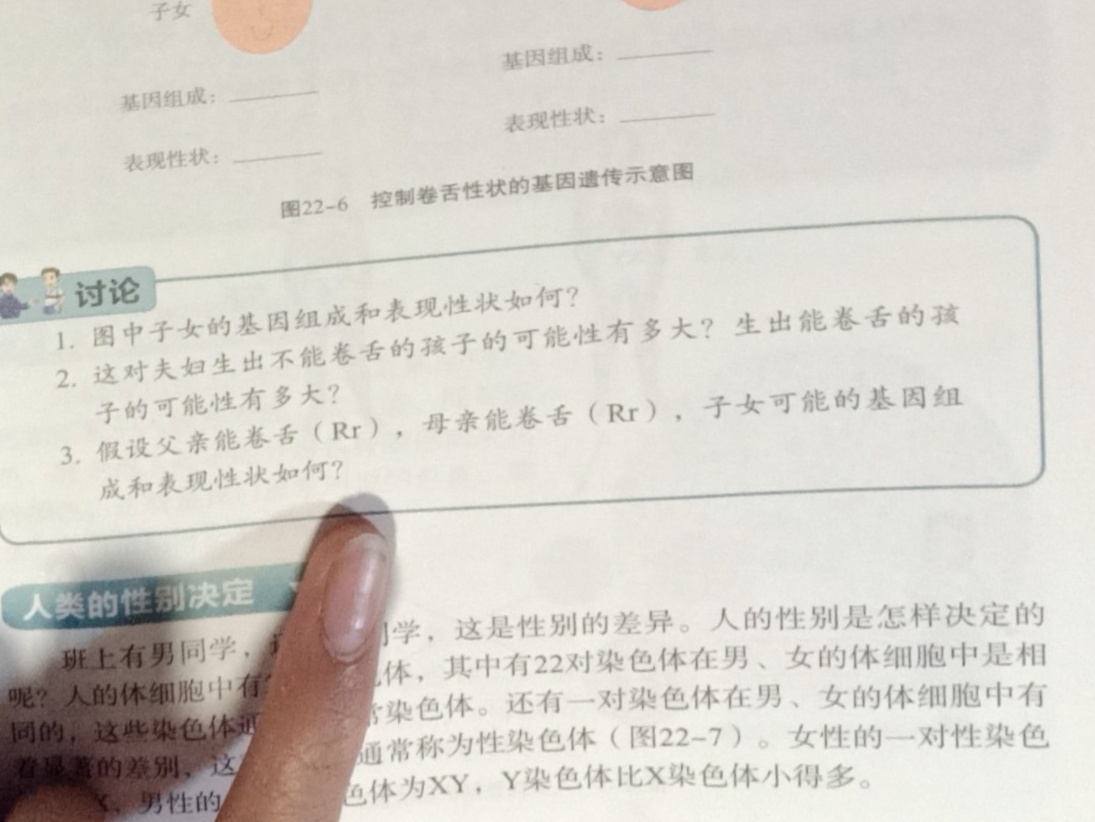 子女
基因组成：
基因组成：
表现性状：
表现性状：
图22-6 控制卷舌性状的基因遗传示意图
讨论
1. 图中子女的基因组成和表现性状如何？
2. 这对夫妇生出不能卷舌的孩子的可能性有多大？生出能卷舌的孩
子的可能性有多大？
3. 假设父亲能卷舌（Rr），母亲能卷舌（Rr），子女可能的基因组
成和表现性状如何？
人类的性别决定
班上有男同学，同学，这是性别的差异。人的性别是怎样决定的
呢？人的体细胞中有体，其中有22对染色体在男、女的体细胞中是相
同的，这些染色体染色体。还有一对染色体在男、女的体细胞中有
着显著的差别，这通常称为性染色体（图22-7）。女性的一对性染色
男性的色体为XY，Y染色体比X染色体小得多。